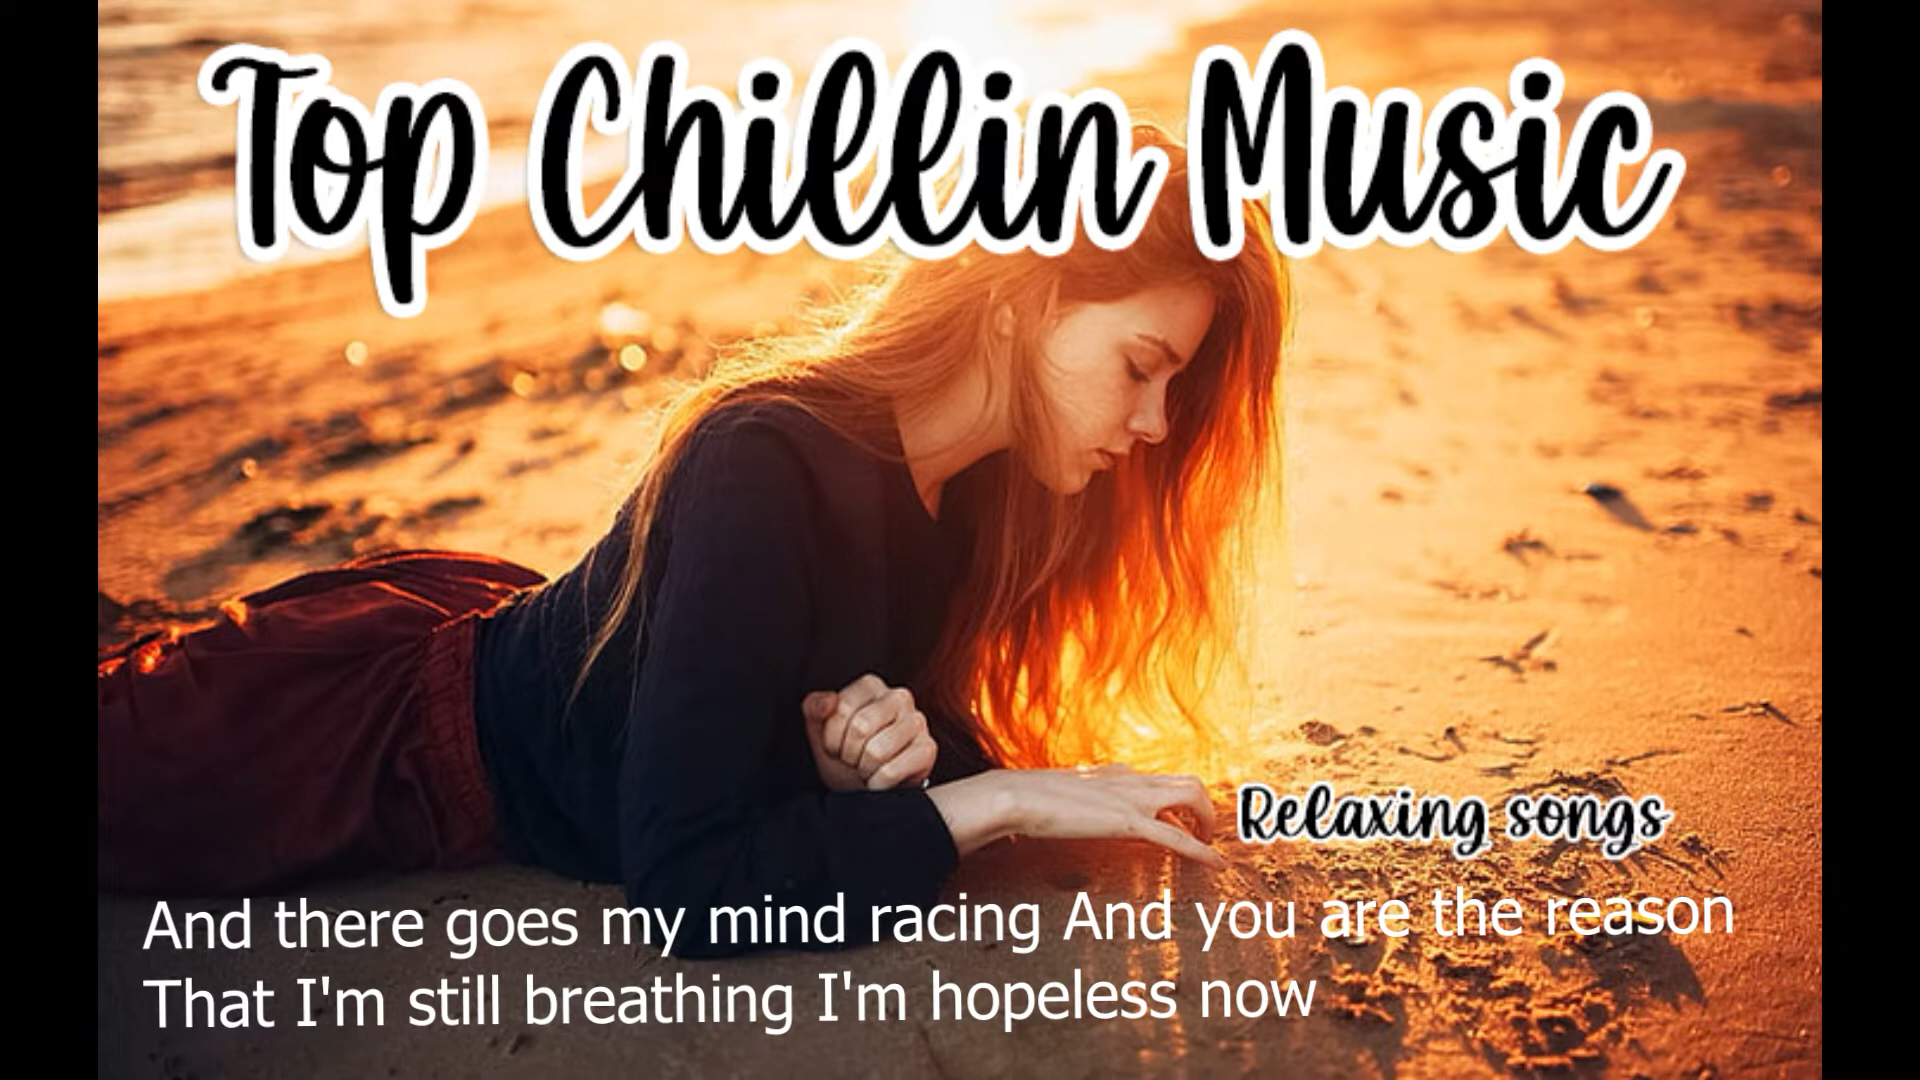 Top Chillin Music
Relaxing songs
And there goes my mind racing And you are the reason
That I'm still breathing I'm hopeless now